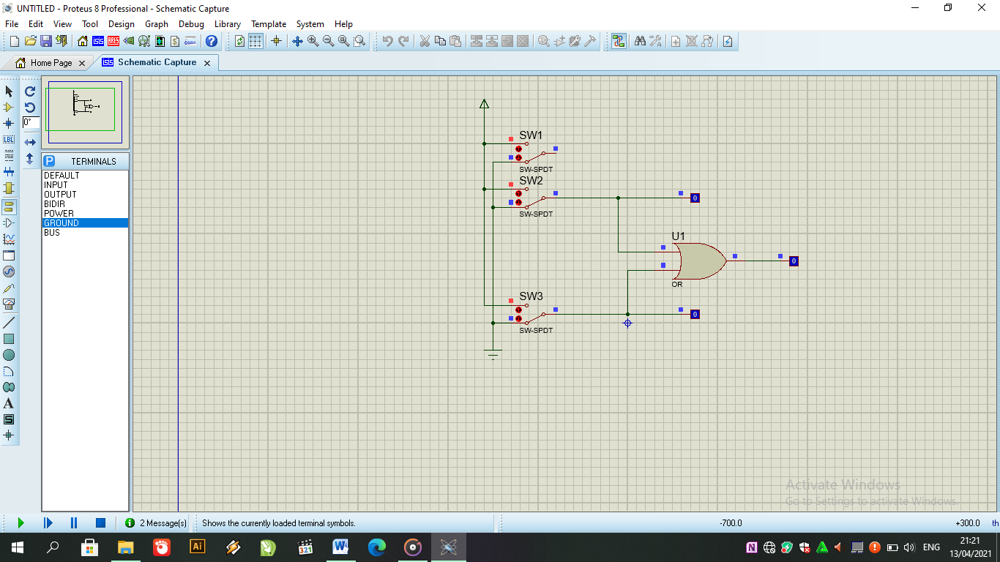 UNTITLED - Proteus 8 Professional - Schematic Capture
File Edit View Tool Design Graph Debug Library Template System Help
Home Page
Schematic Capture
0°
LBL
P TERMINALS
DEFAULT
INPUT
OUTPUT
BIDIR
POWER
GROUND
BUS
A
S
SW1
SW-SPDT
SW2
SW-SPDT
0
U1
0
OR
SW3
0
SW-SPDT
Activate Windows
Go to Settings to activate Windows.
2 Message(s)
Shows the currently loaded terminal symbols.
-700.0
+300.0
th
Ai
321
W
N
ENG
21:21
13/04/2021